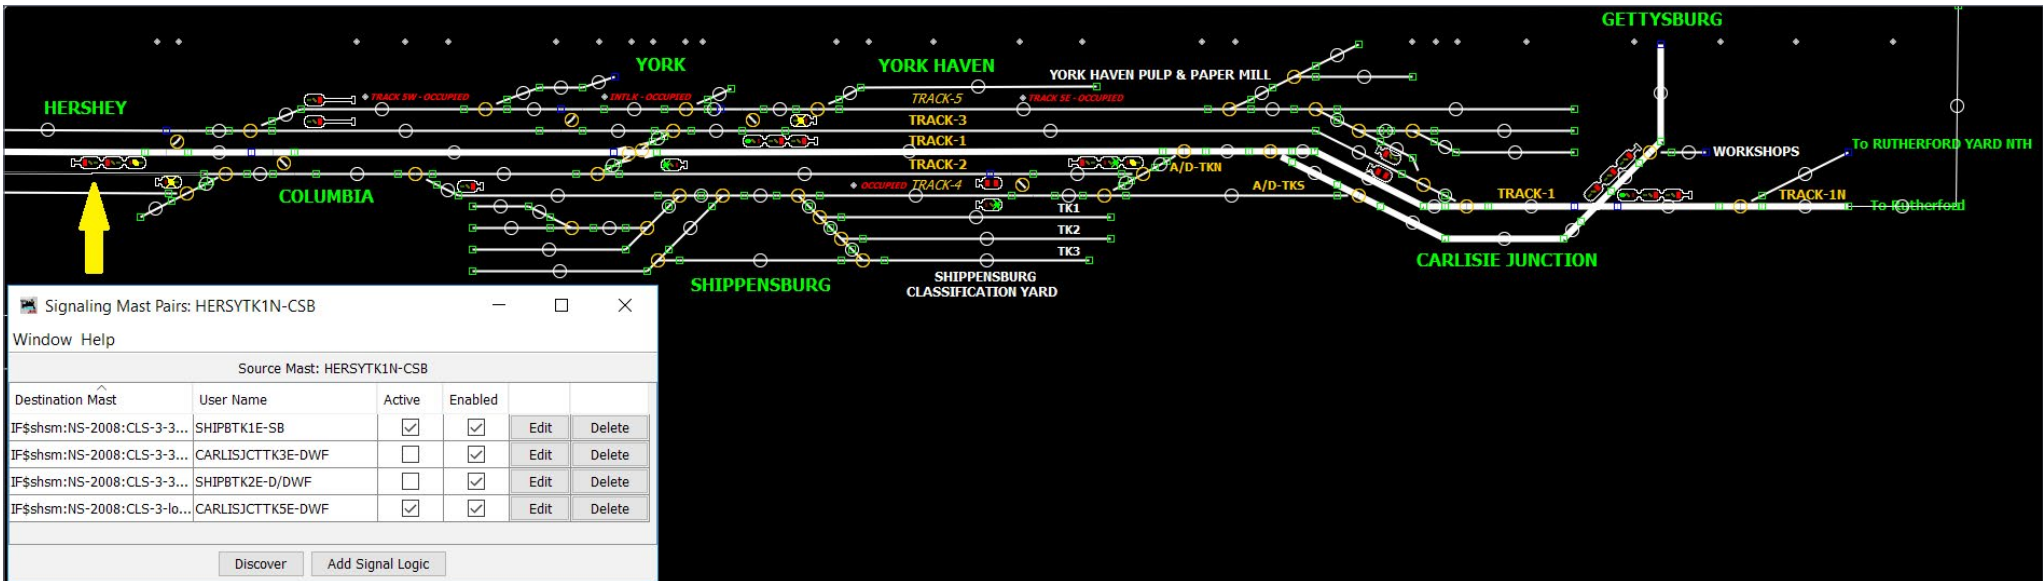 GETTYSBURG
YORK
YORK HAVEN
YORK HAVEN PULP & PAPER MILL
HERSHEY
TRACK 5W - OCCUPIED
INTLK - OCCUPIED
TRACK-5
TRACK 5E - OCCUPIED
TRACK-3
TRACK-1
To RUTHERFORD YARD NTH
WORKSHOPS
TRACK-2
A/D-TKN
COLUMBIA
OCCUPIED TRACK-4
A/D-TKS
TRACK-1
TRACK-1N
To Rutherford
TK1
TK2
TK3
CARLISIE JUNCTION
SHIPPENSBURG
SHIPPENSBURG
CLASSIFICATION YARD
Signaling Mast Pairs: HERSYTK1N-CSB
Window Help
Source Mast: HERSYTK1N-CSB
Destination Mast User Name Active Enabled
IF$shsm:NS-2008:CLS-3-3... SHIPBTK1E-SB Edit Delete
IF$shsm:NS-2008:CLS-3-3... CARLISJCTTK3E-DWF Edit Delete
IF$shsm:NS-2008:CLS-3-3... SHIPBTK2E-D/DWF Edit Delete
IF$shsm:NS-2008:CLS-3-lo... CARLISJCTTK5E-DWF Edit Delete
Discover Add Signal Logic